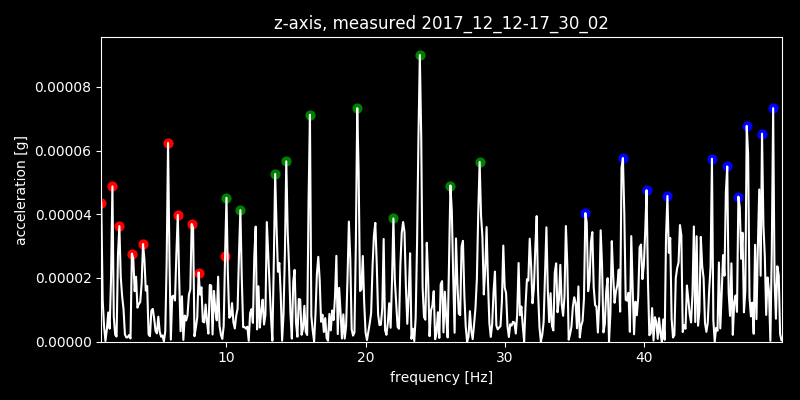 z-axis, measured 2017_12_12-17_30_02
0.00008
0.00006
0.00004
0.00002
0.00000
acceleration [g]
10 20 30 40
frequency [Hz]